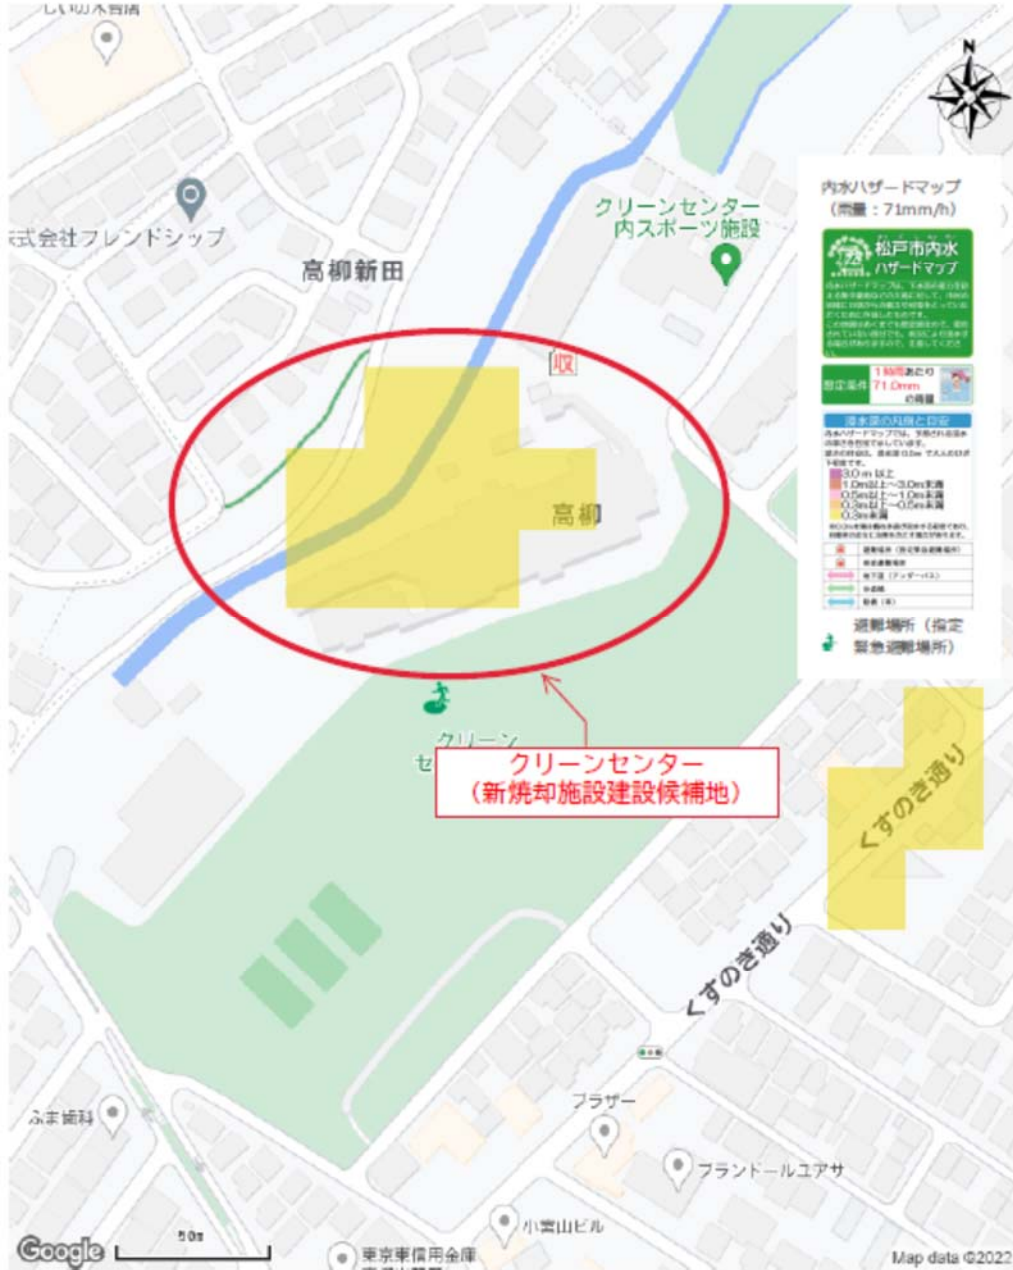 N
クリーンセンター
内スポーツ施設
内水ハザードマップ
(雨量：71mm/h)
松戸市内水
ハザードマップ
式会社フレンドシップ
高柳新田
収
想定条件
1時間あたり
71.0mm
の雨量
浸水深の凡例と目安
3.0m以上
1.0m以上～3.0m未満
0.5m以上～1.0m未満
0.3m以上～0.5m未満
0.3m未満
高柳
避難場所（指定
緊急避難場所）
クリーン
セ
クリーンセンター
（新焼却施設建設候補地）
くすのき通り
くすのき通り
ふま歯科
プラザー
ブランドールユアサ
小宮山ビル
東京東信用金庫
Google
50m
Map data ©2022